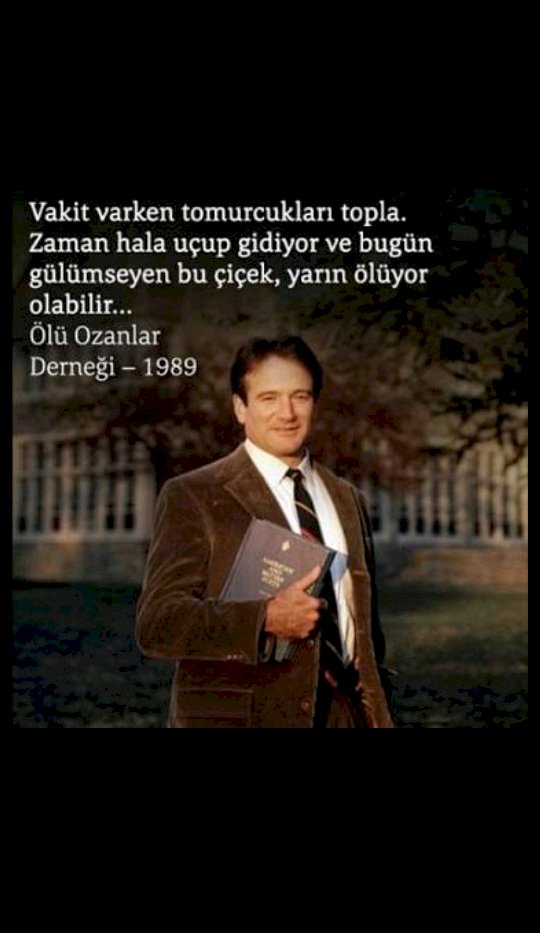 Vakit varken tomurcukları topla.
Zaman hala uçup gidiyor ve bugün
gülümseyen bu çiçek, yarın ölüyor
olabilir...
Ölü Ozanlar
Derneği – 1989